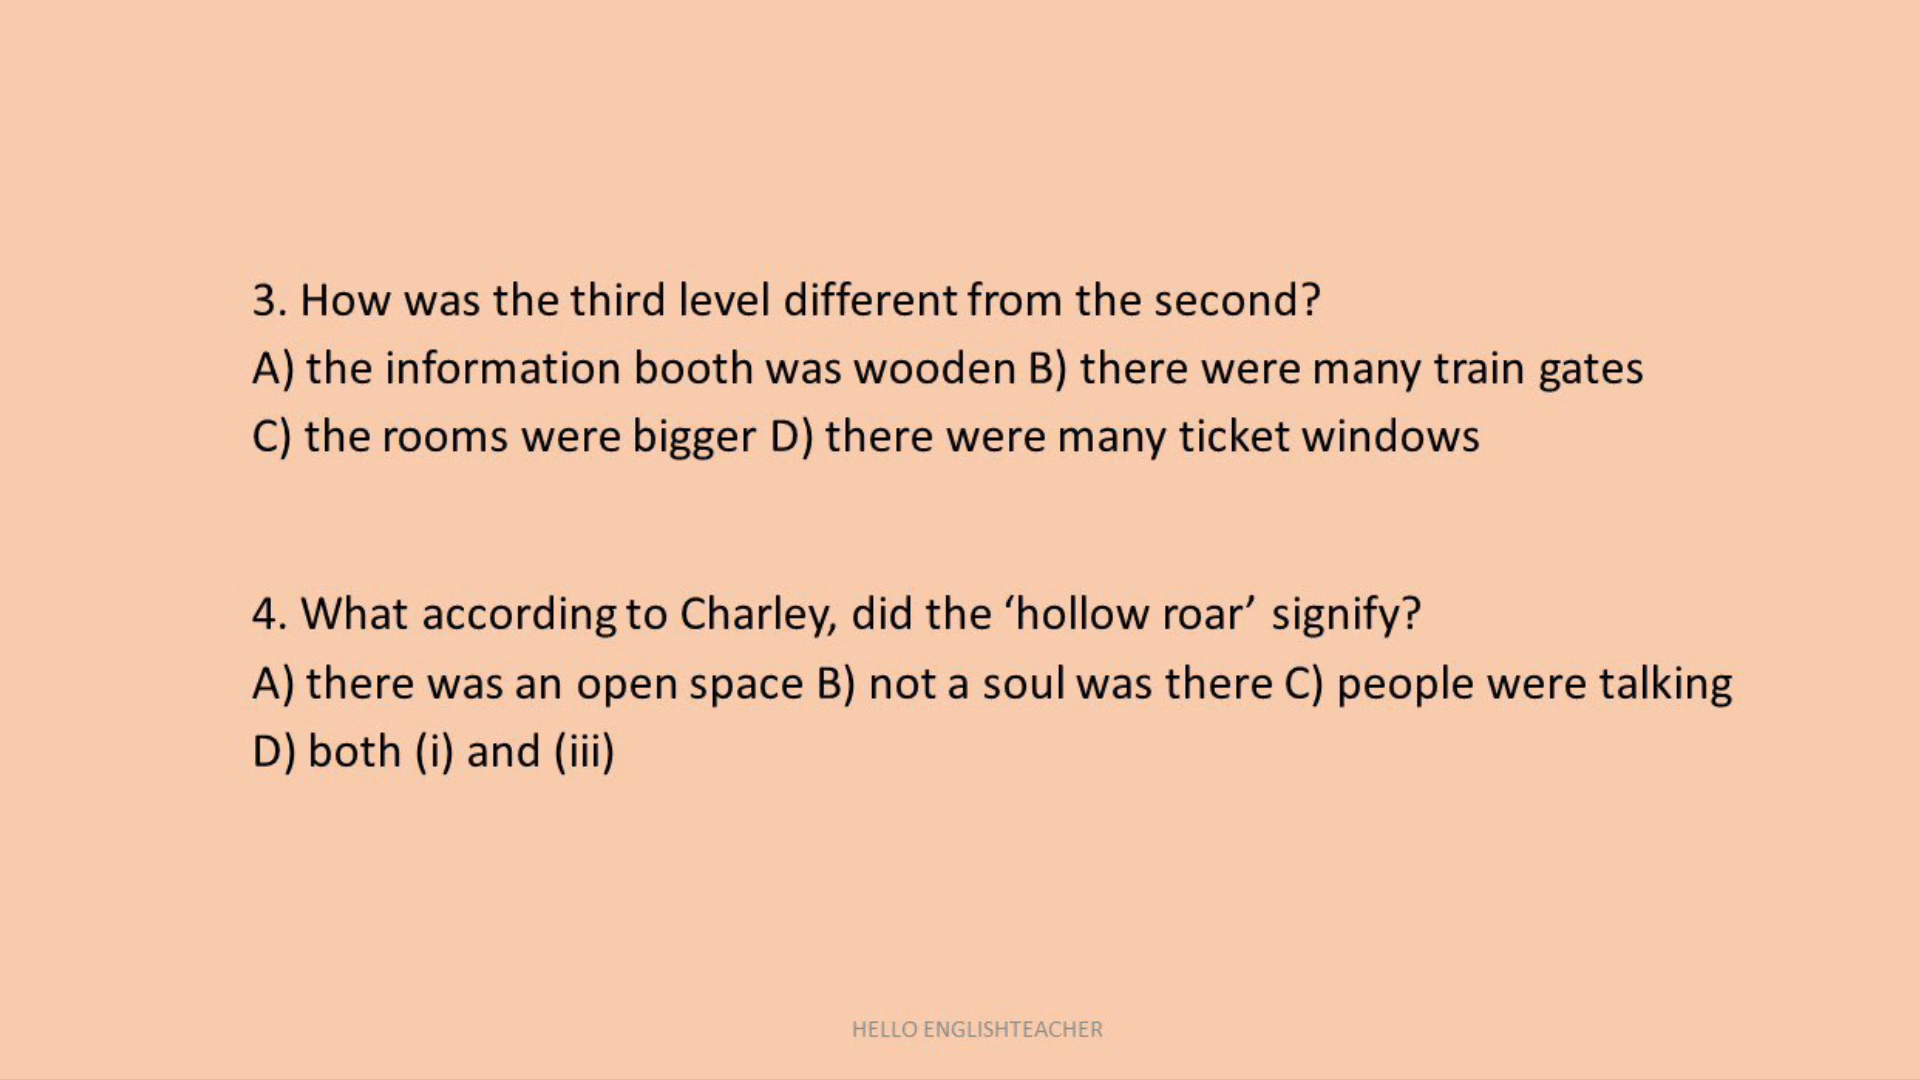 3. How was the third level different from the second?
A) the information booth was wooden B) there were many train gates
C) the rooms were bigger D) there were many ticket windows
4. What according to Charley, did the ‘hollow roar’ signify?
A) there was an open space B) not a soul was there C) people were talking
D) both (i) and (iii)
HELLO ENGLISHTEACHER